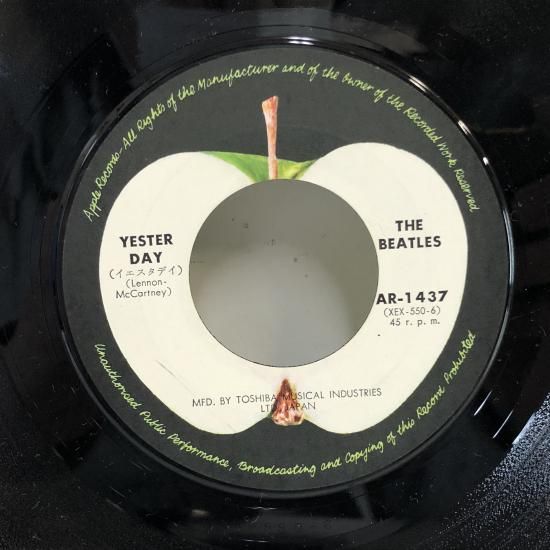 Apple Records-All Rights of the Manufacturer and of the Owner of the Recorded Work Reserved
YESTER
DAY
(イエスタデイ)
(Lennon-
McCartney)
THE
BEATLES
AR-1437
(XEX-550-6)
45 r. p. m.
MFD. BY TOSHIBA MUSICAL INDUSTRIES
LTD. JAPAN
Unauthorised Public Performance, Broadcasting and Copying of this Record Prohibited